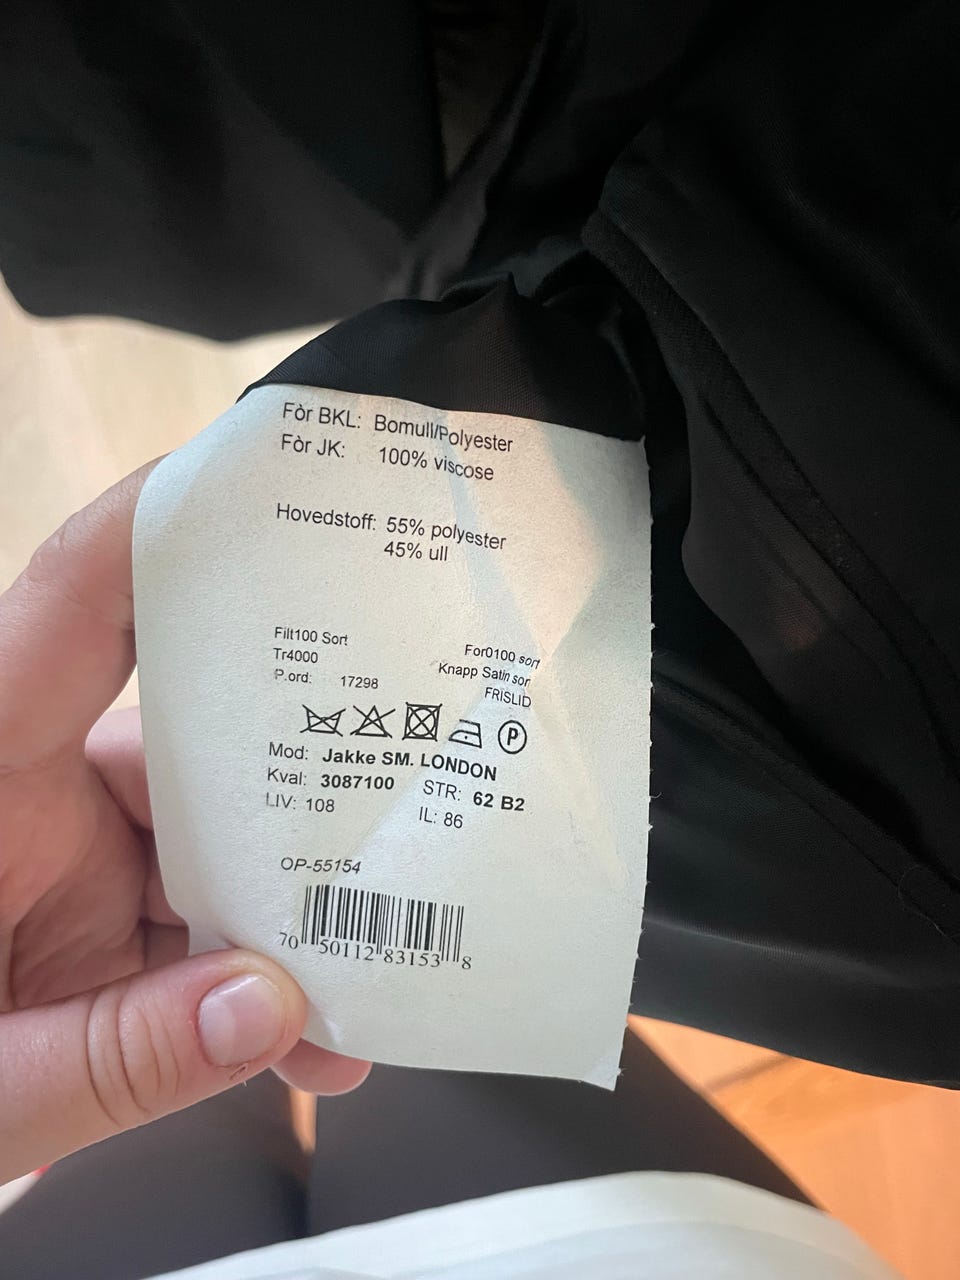 Fòr BKL: Bomull/Polyester
Fòr JK: 100% viscose
Hovedstoff: 55% polyester
45% ull
Filt100 Sort
For0100 sort
Tr4000
Knapp Satin sor
P.ord: 17298
FRISLID
P
Mod: Jakke SM. LONDON
Kval: 3087100 STR: 62 B2
LIV: 108 IL: 86
OP-55154
70 50112 83153 8